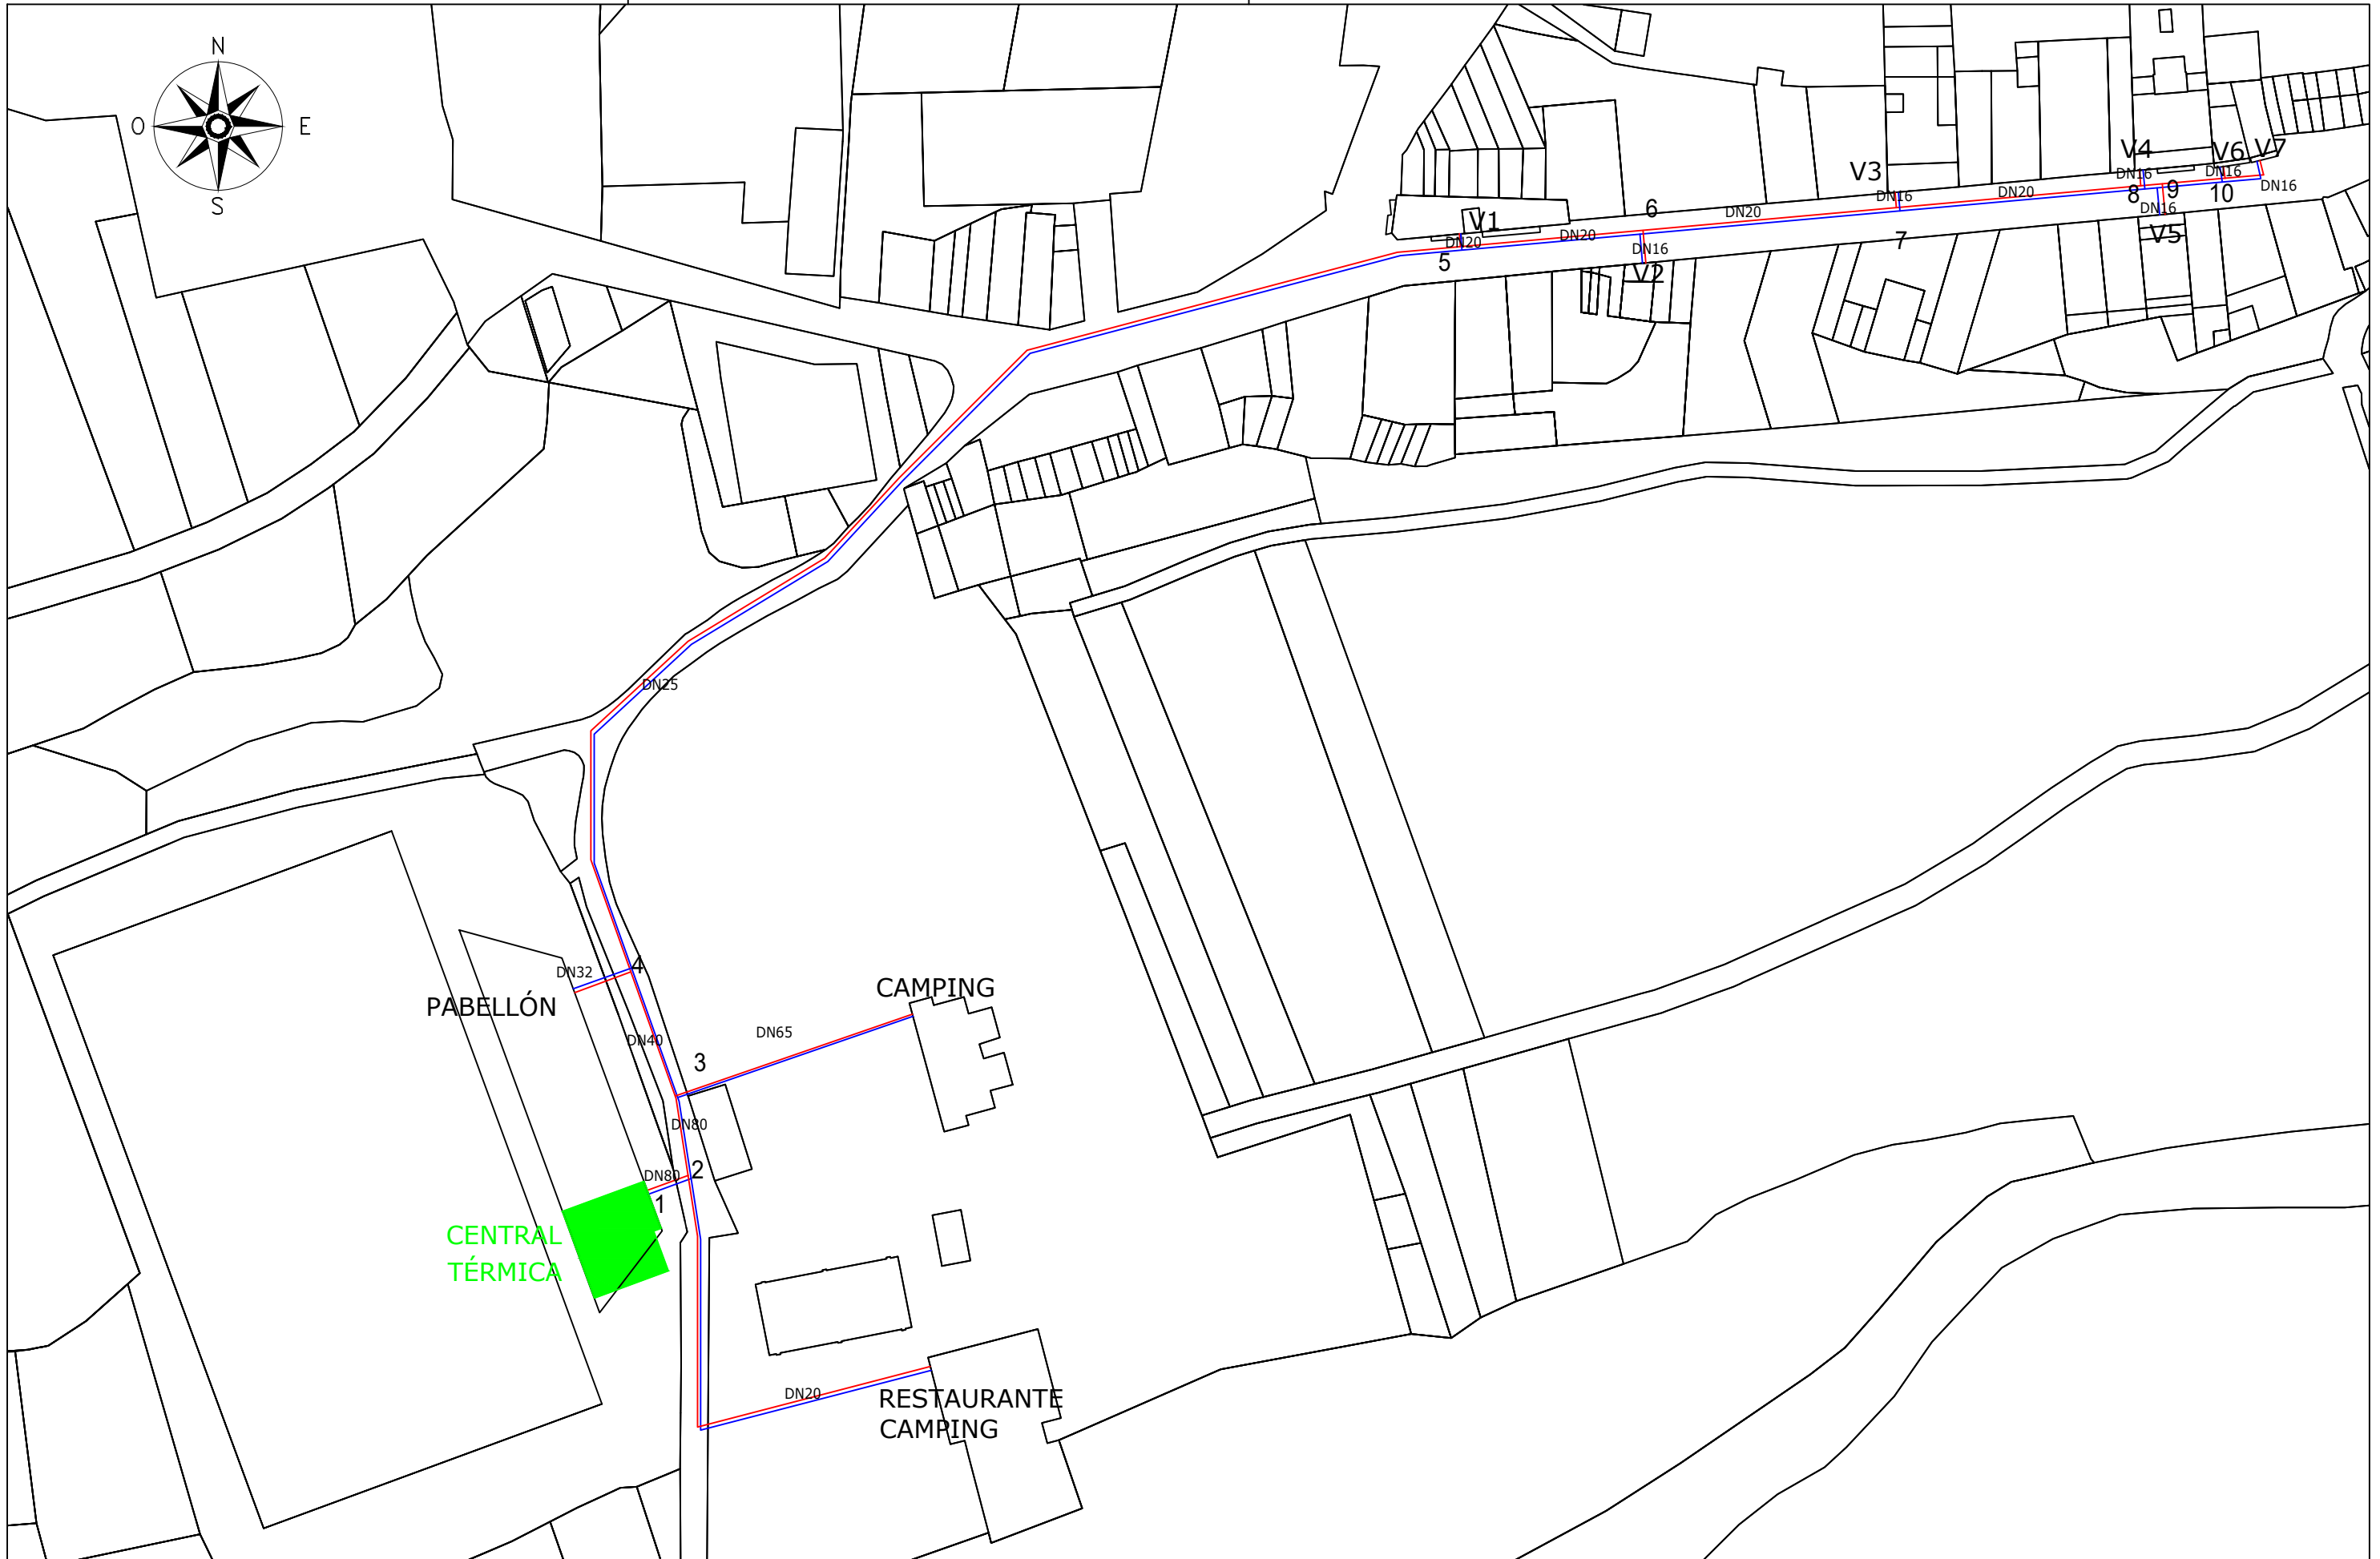 N
O
E
S
V4
V6
V7
V3
DN16
DN16
DN16
DN16
DN20
8
9
10
DN16
V5
6
DN20
V1
DN20
DN20
5
DN16
V2
7
DN25
4
DN32
PABELLÓN
CAMPING
DN65
DN40
3
DN80
2
DN80
1
CENTRAL
TÉRMICA
DN20
RESTAURANTE
CAMPING